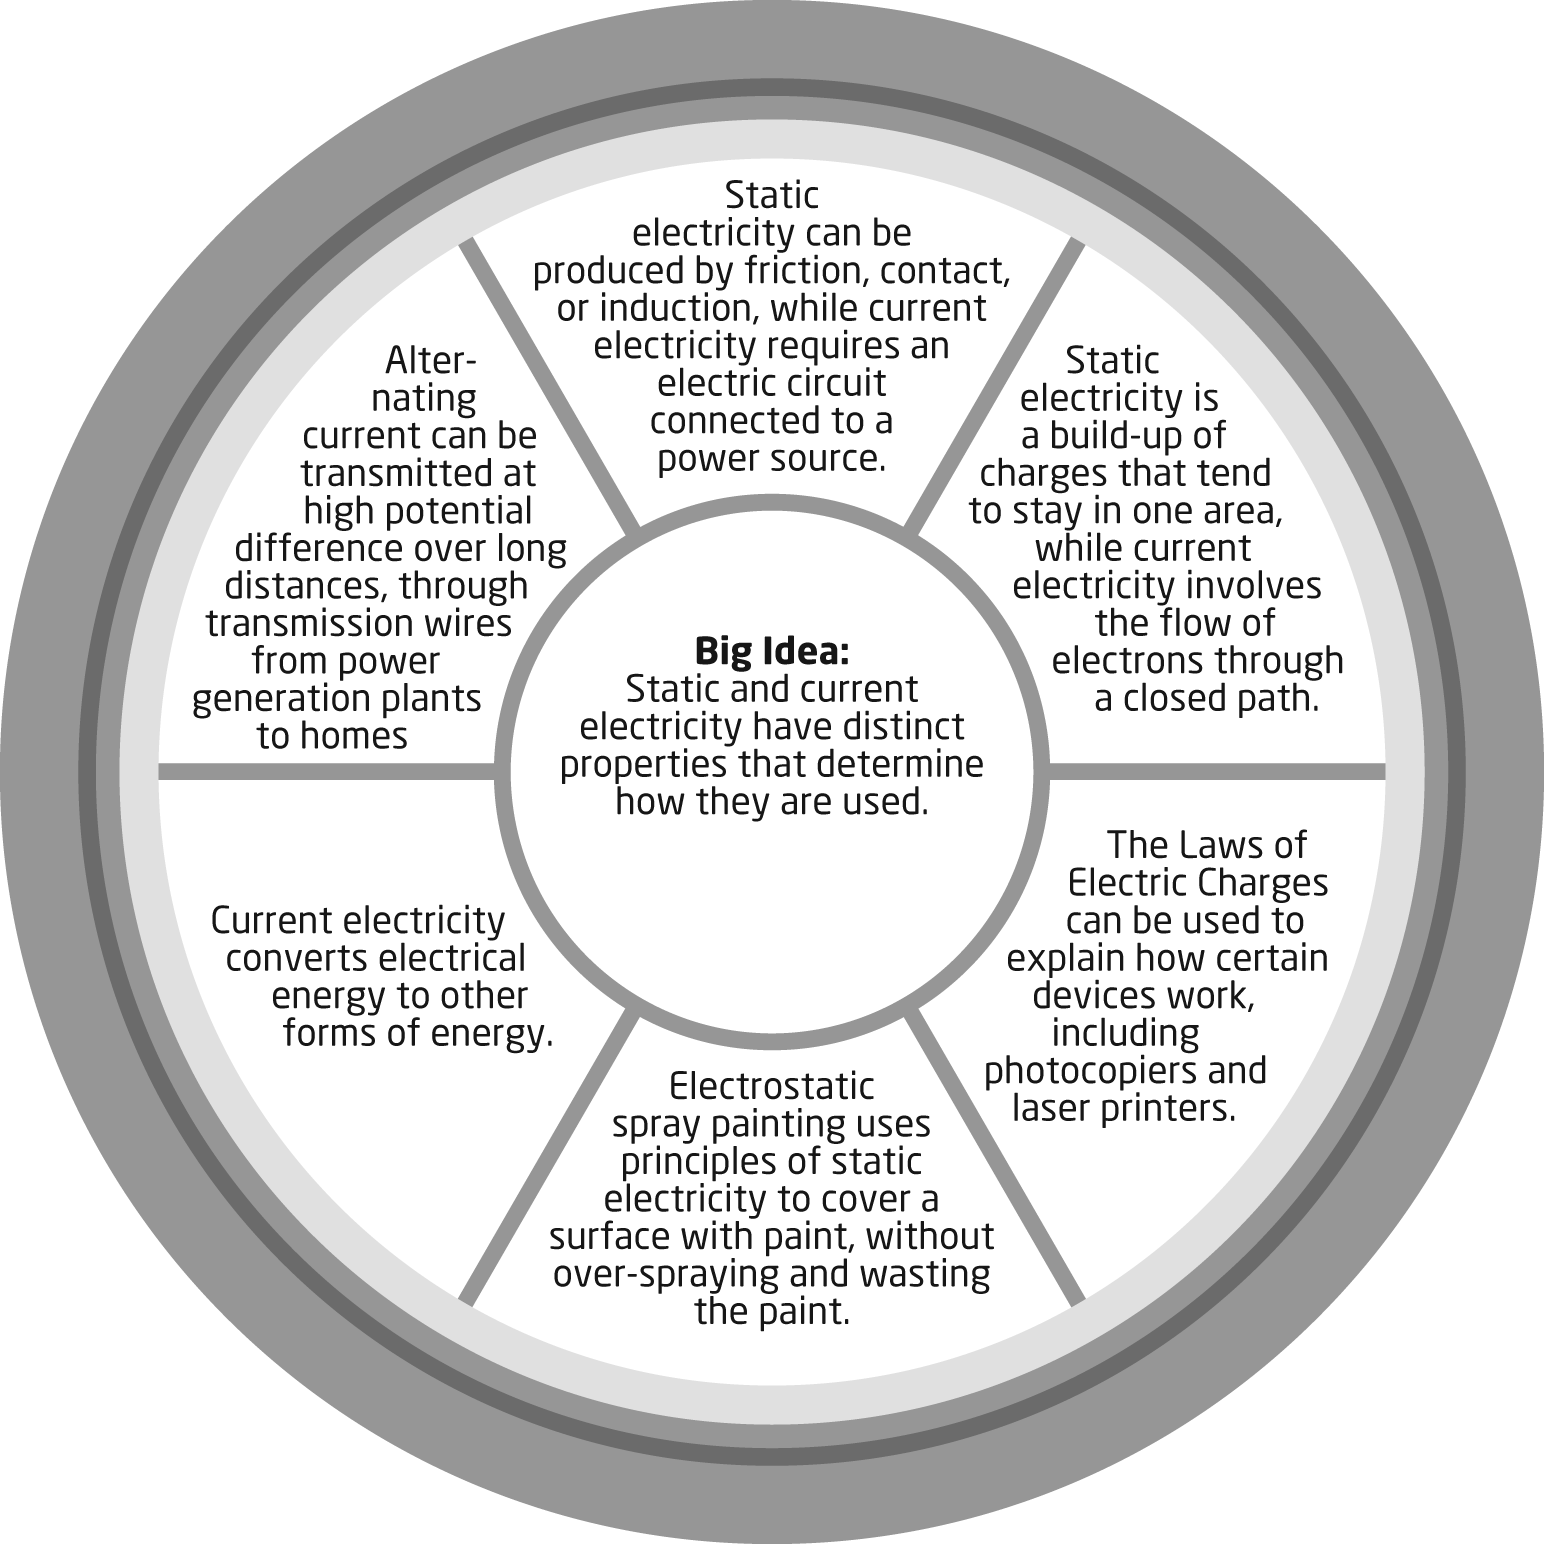 Static
electricity can be
produced by friction, contact,
or induction, while current
electricity requires an
electric circuit
connected to a
power source.
Static
electricity is
a build-up of
charges that tend
to stay in one area,
while current
electricity involves
the flow of
electrons through
a closed path.
The Laws of
Electric Charges
can be used to
explain how certain
devices work,
including
photocopiers and
laser printers.
Electrostatic
spray painting uses
principles of static
electricity to cover a
surface with paint, without
over-spraying and wasting
the paint.
Current electricity
converts electrical
energy to other
forms of energy.
Alter-
nating
current can be
transmitted at
high potential
difference over long
distances, through
transmission wires
from power
generation plants
to homes
Big Idea:
Static and current
electricity have distinct
properties that determine
how they are used.